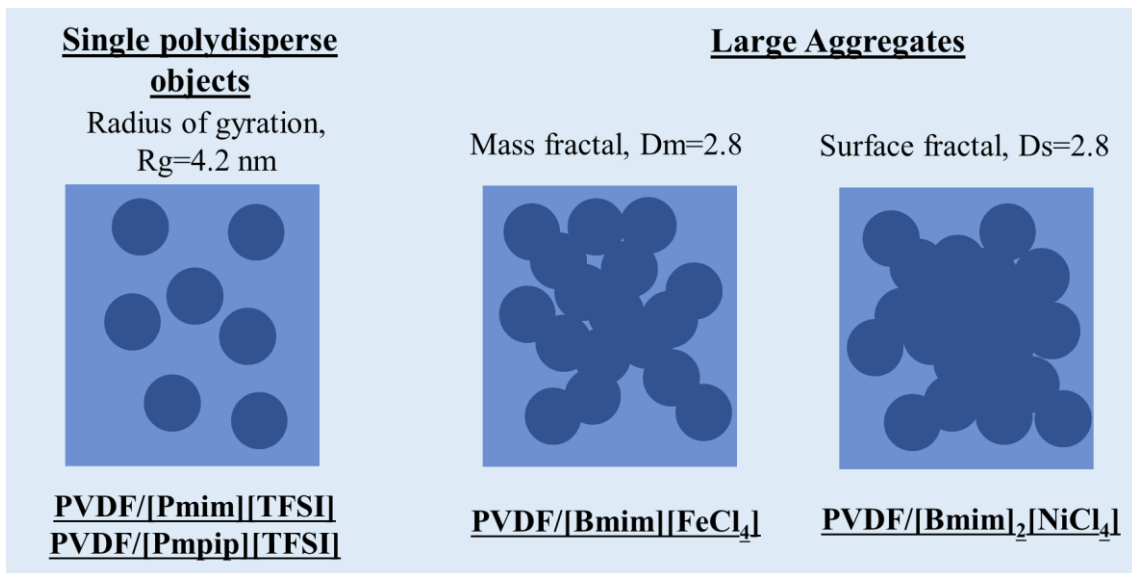 Single polydisperse
objects
Radius of gyration,
Rg=4.2 nm
PVDF/[Pmim][TFSI]
PVDF/[Pmpip][TFSI]
Large Aggregates
Mass fractal, Dm=2.8
PVDF/[Bmim][FeCl₄]
Surface fractal, Ds=2.8
PVDF/[Bmim]₂[NiCl₄]